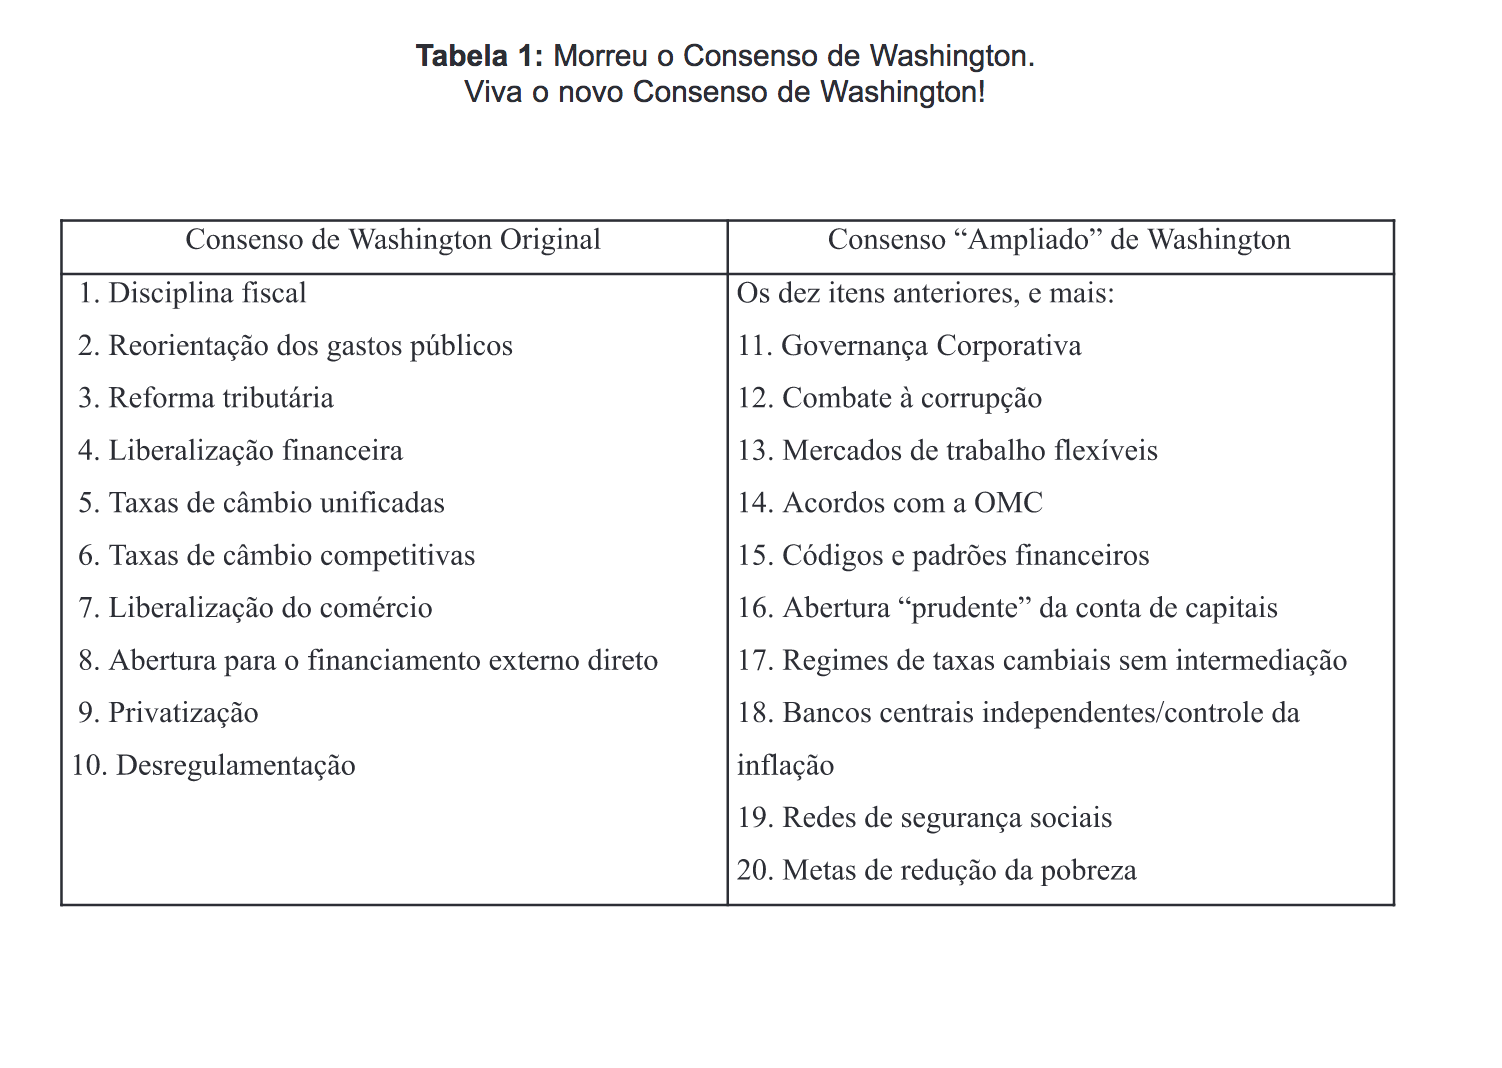 Tabela 1: Morreu o Consenso de Washington.
Viva o novo Consenso de Washington!
Consenso de Washington Original
1. Disciplina fiscal
2. Reorientação dos gastos públicos
3. Reforma tributária
4. Liberalização financeira
5. Taxas de câmbio unificadas
6. Taxas de câmbio competitivas
7. Liberalização do comércio
8. Abertura para o financiamento externo direto
9. Privatização
10. Desregulamentação
Consenso “Ampliado” de Washington
Os dez itens anteriores, e mais:
11. Governança Corporativa
12. Combate à corrupção
13. Mercados de trabalho flexíveis
14. Acordos com a OMC
15. Códigos e padrões financeiros
16. Abertura “prudente” da conta de capitais
17. Regimes de taxas cambiais sem intermediação
18. Bancos centrais independentes/controle da
inflação
19. Redes de segurança sociais
20. Metas de redução da pobreza